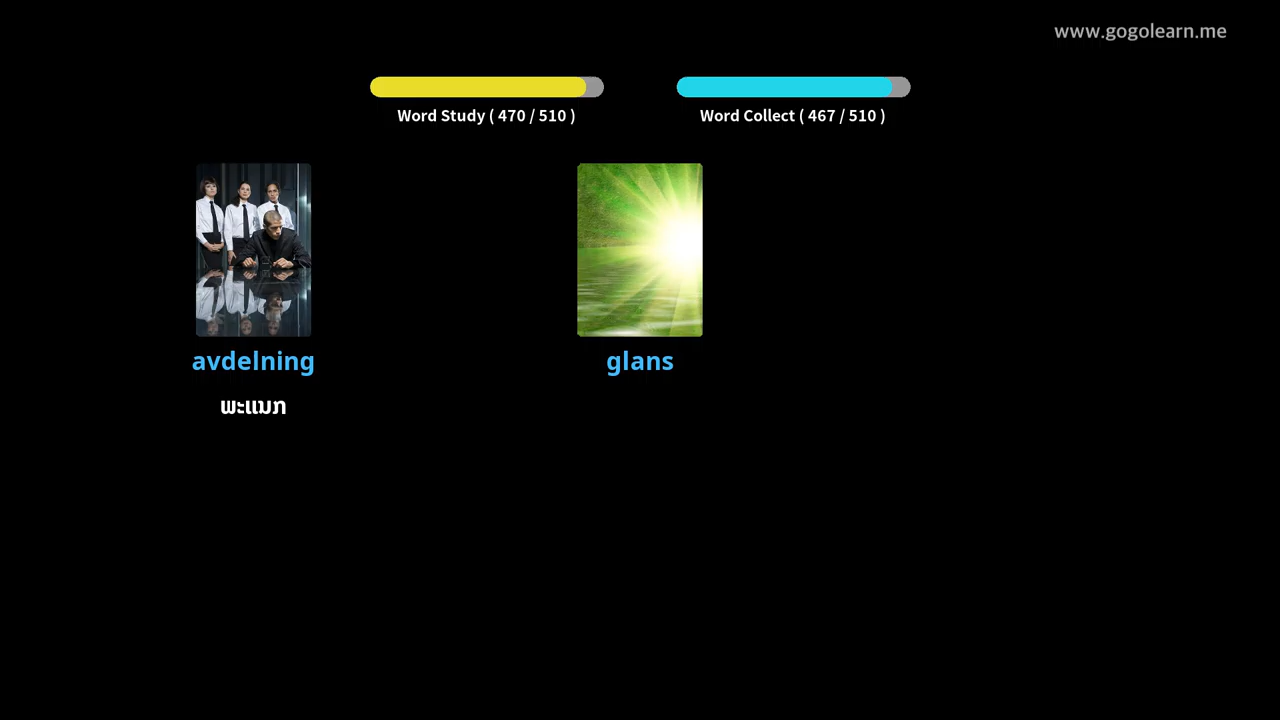 www.gogolearn.me
Word Study ( 470 / 510 )
Word Collect ( 467 / 510 )
avdelning
glans
ພະແນກ